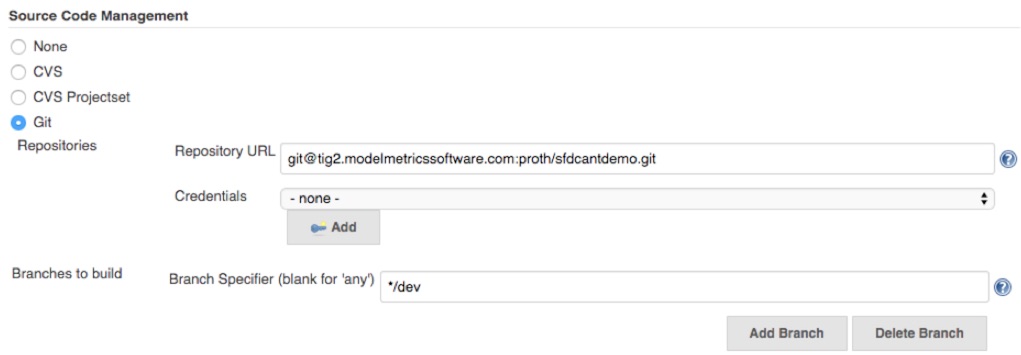 Source Code Management
None
CVS
CVS Projectset
Git
Repositories
Repository URL git@tig2.modelmetricssoftware.com:proth/sfdcantdemo.git
Credentials - none -
Add
Branches to build Branch Specifier (blank for 'any') */dev
Add Branch Delete Branch